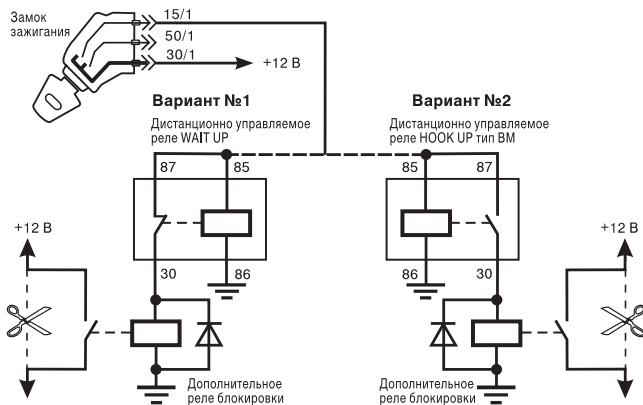 Замок
зажигания
15/1
50/1
30/1
+12 В
Вариант №1
Дистанционно управляемое
реле WAIT UP
Вариант №2
Дистанционно управляемое
реле HOOK UP тип ВМ
87
85
85
87
30
86
86
30
+12 В
+12 В
Дополнительное
реле блокировки
Дополнительное
реле блокировки